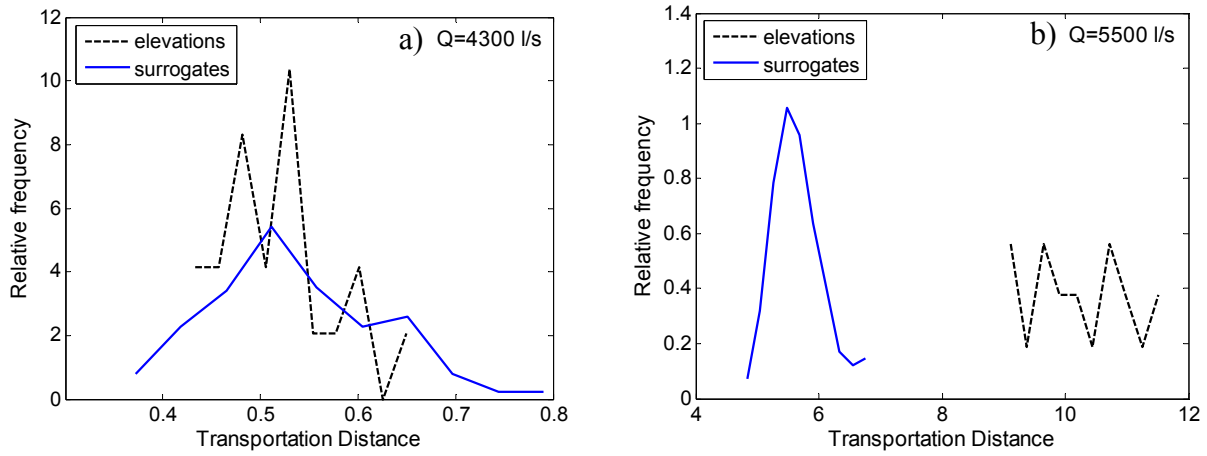 12
10
8
6
4
2
0
Relative frequency
elevations
surrogates
a) Q=4300 l/s
0.4 0.5 0.6 0.7 0.8
Transportation Distance
1.4
1.2
1
0.8
0.6
0.4
0.2
0
Relative frequency
elevations
surrogates
b) Q=5500 l/s
4 6 8 10 12
Transportation Distance